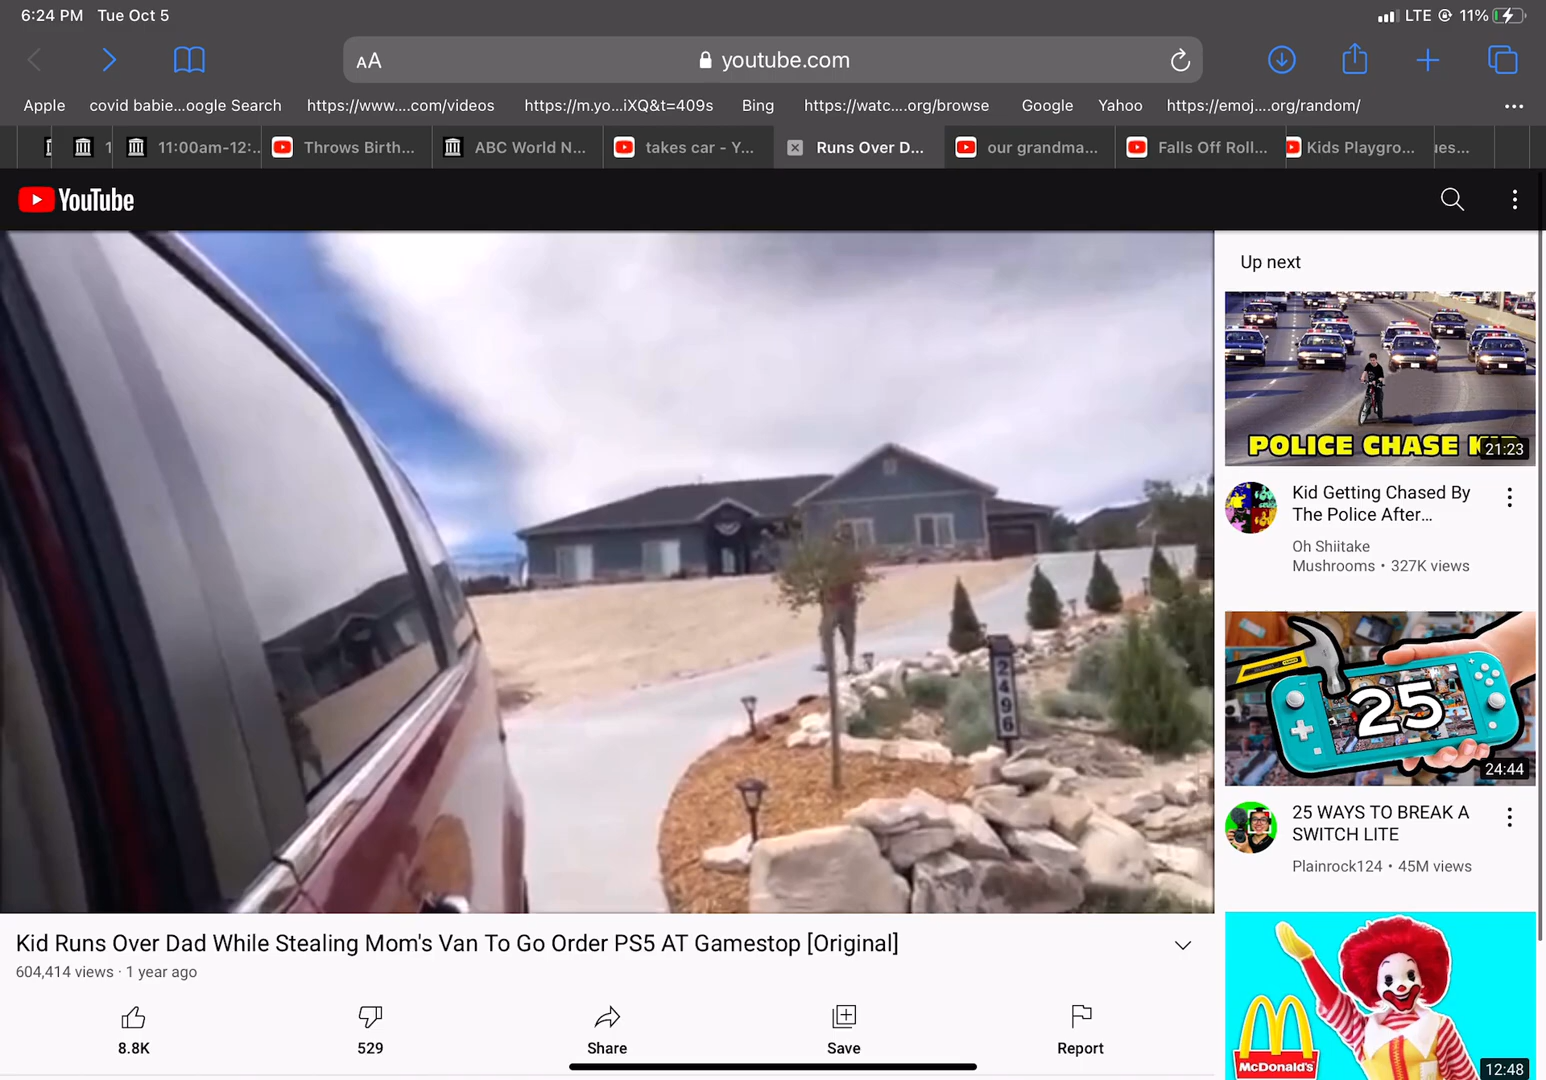 6:24 PM Tue Oct 5
LTE 11%
AA youtube.com
Apple covid babie...oogle Search https://www....com/videos https://m.yo...iXQ&t=409s Bing https://watc....org/browse Google Yahoo https://emoj....org/random/
1 11:00am-12:... Throws Birth... ABC World N... takes car - Y... Runs Over D... our grandma... Falls Off Roll... Kids Playgro... ues...
YouTube
Up next
POLICE CHASE
21:23
Kid Getting Chased By
The Police After...
Oh Shiitake
Mushrooms • 327K views
2496
25
24:44
25 WAYS TO BREAK A
SWITCH LITE
Plainrock124 • 45M views
McDonald's
12:48
Kid Runs Over Dad While Stealing Mom's Van To Go Order PS5 AT Gamestop [Original]
604,414 views · 1 year ago
8.8K 529 Share Save Report